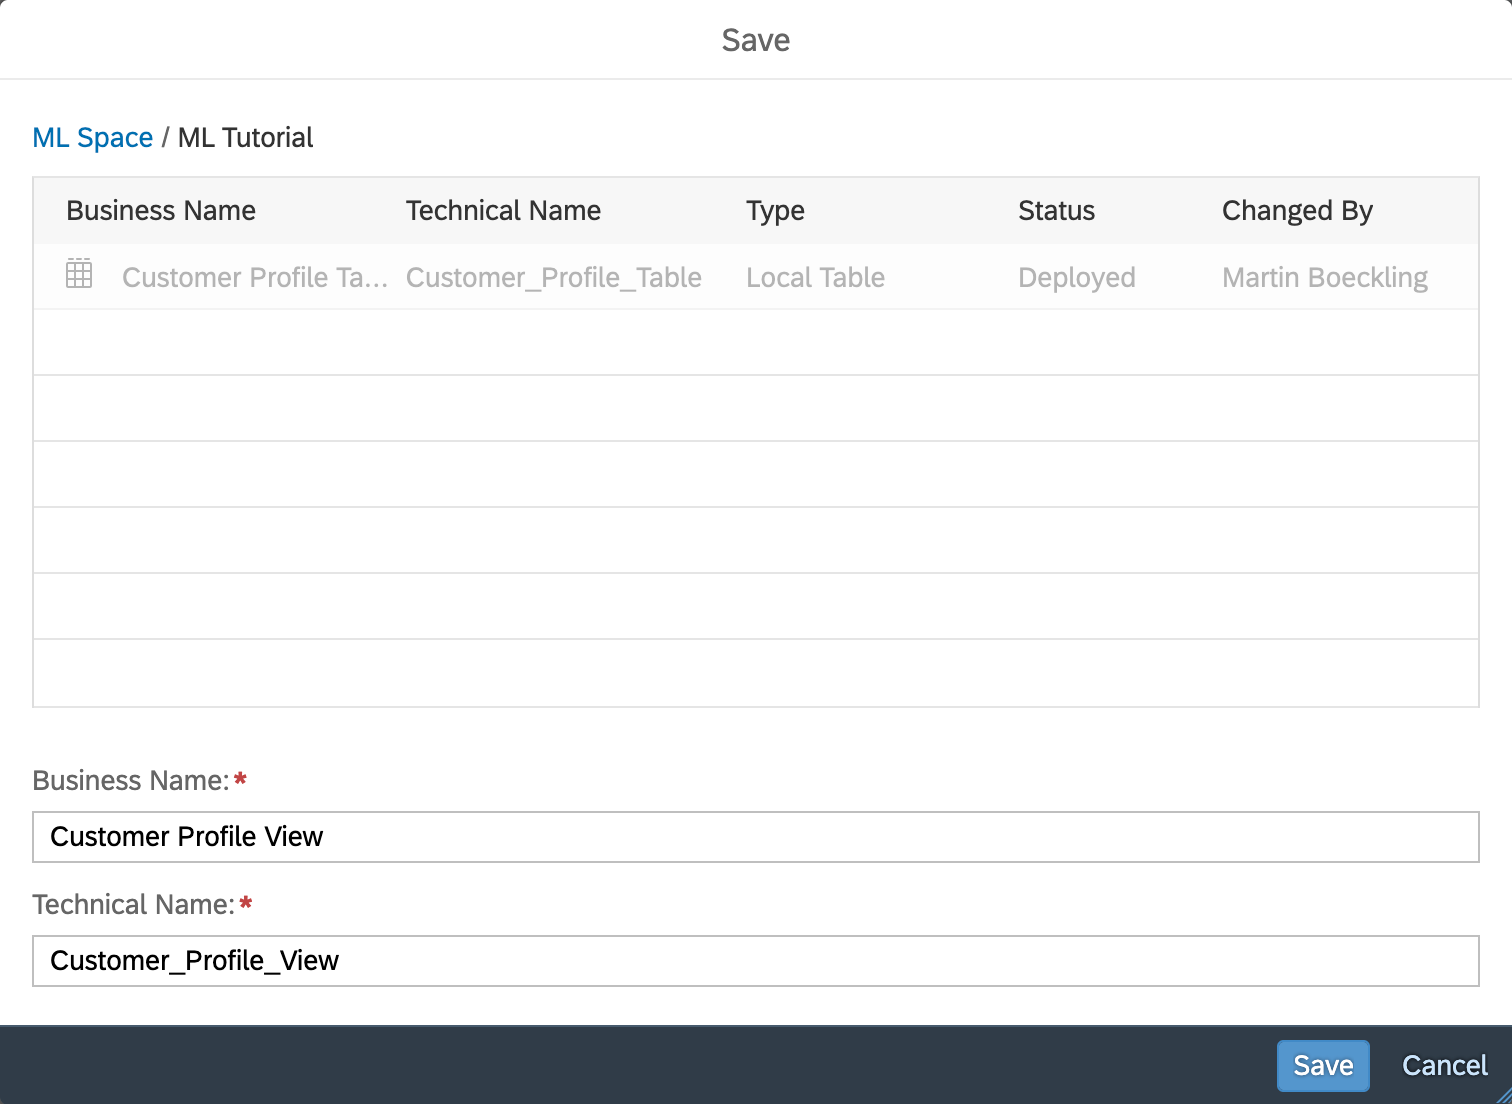 Save
ML Space / ML Tutorial
Business Name Technical Name Type Status Changed By
Customer Profile Ta... Customer_Profile_Table Local Table Deployed Martin Boeckling
Business Name:*
Customer Profile View
Technical Name:*
Customer_Profile_View
Save Cancel